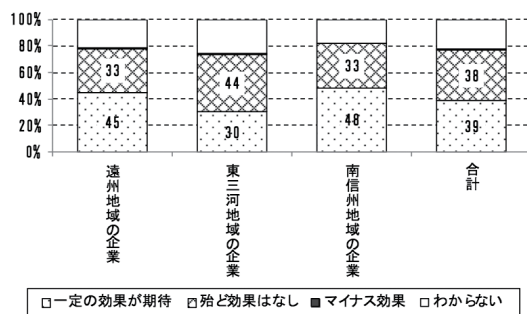 100%
80%
60%
40%
20%
0%
33
45
44
30
33
48
38
39
遠州地域の企業
東三河地域の企業
南信州地域の企業
合計
一定の効果が期待 殆ど効果はなし マイナス効果 わからない